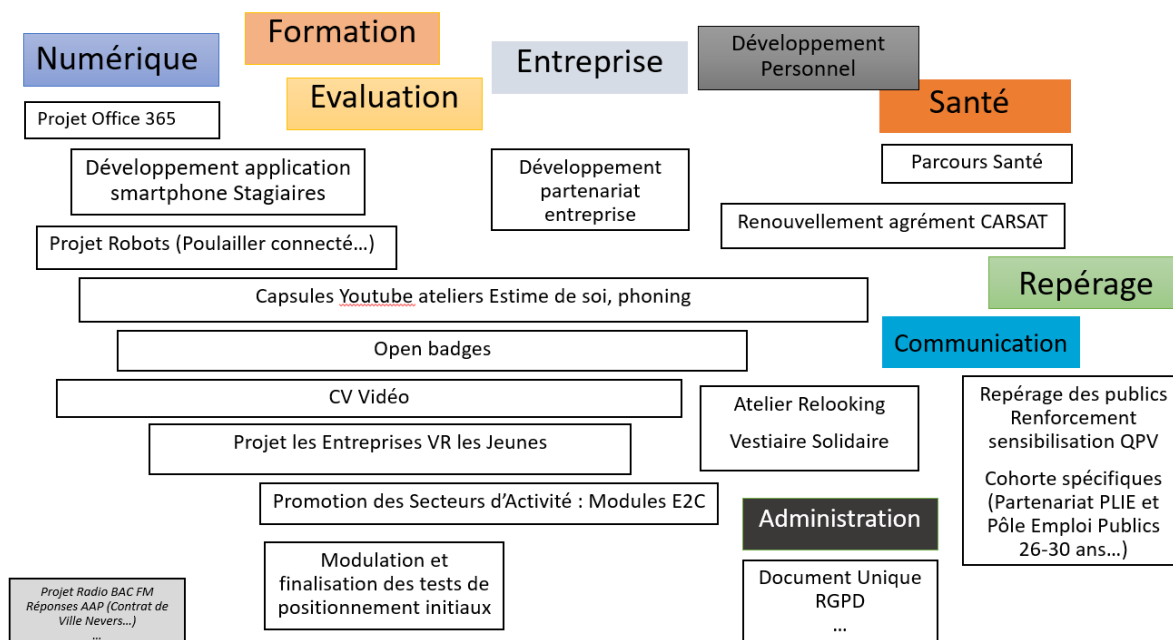 Numérique
Formation
Evaluation
Entreprise
Développement
Personnel
Santé
Projet Office 365
Développement application
smartphone Stagiaires
Projet Robots (Poulailler connecté…)
Développement
partenariat
entreprise
Parcours Santé
Renouvellement agrément CARSAT
Repérage
Capsules Youtube ateliers Estime de soi, phoning
Open badges
Communication
CV Vidéo
Projet les Entreprises VR les Jeunes
Atelier Relooking
Vestiaire Solidaire
Repérage des publics
Renforcement
sensibilisation QPV
Cohorte spécifiques
(Partenariat PLIE et
Pôle Emploi Publics
26-30 ans…)
Promotion des Secteurs d’Activité : Modules E2C
Administration
Modulation et
finalisation des tests de
positionnement initiaux
Document Unique
RGPD
…
Projet Radio BAC FM
Réponses AAP (Contrat de
Ville Nevers…)
…